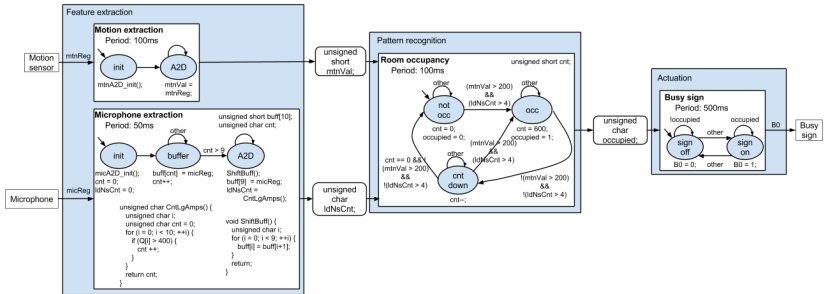 Feature extraction
Motion extraction
Period: 100ms
Motion
sensor
mtnReg
init
A2D
mtnA2D_init();
mtnVal =
mtnReg;
unsigned
short
mtnVal;
Microphone extraction
Period: 50ms
unsigned short buff[10];
unsigned char cnt;
other
init
buffer
cnt > 9
A2D
micA2D_init();
cnt = 0;
ldNsCnt = 0;
buff[cnt] = micReg;
cnt++;
ShiftBuff();
buff[9] = micReg;
ldNsCnt =
CntLgAmps();
Microphone
micReg
unsigned char CntLgAmps() {
unsigned char i;
unsigned char cnt = 0;
for (i = 0; i < 10; ++i) {
if (Q[i] > 400) {
cnt ++;
}
}
return cnt;
}
void ShiftBuff() {
unsigned char i;
for (i = 0; i < 9; ++i) {
buff[i] = buff[i+1];
}
return;
}
unsigned
char
ldNsCnt;
Pattern recognition
Room occupancy
Period: 100ms
unsigned short cnt;
other
not
occ
cnt = 0;
occupied = 0;
(mtnVal > 200)
&&
(ldNsCnt > 4)
other
occ
cnt = 600;
occupied = 1;
(mtnVal > 200)
&&
(ldNsCnt > 4)
cnt == 0 && !
(mtnVal > 200)
&&
!(ldNsCnt > 4)
other
cnt
down
cnt--;
!(mtnVal > 200)
&&
!(ldNsCnt > 4)
unsigned
char
occupied;
Actuation
Busy sign
Period: 500ms
!occupied
occupied
sign
off
other
sign
on
B0 = 0;
other
B0 = 1;
B0
Busy
sign